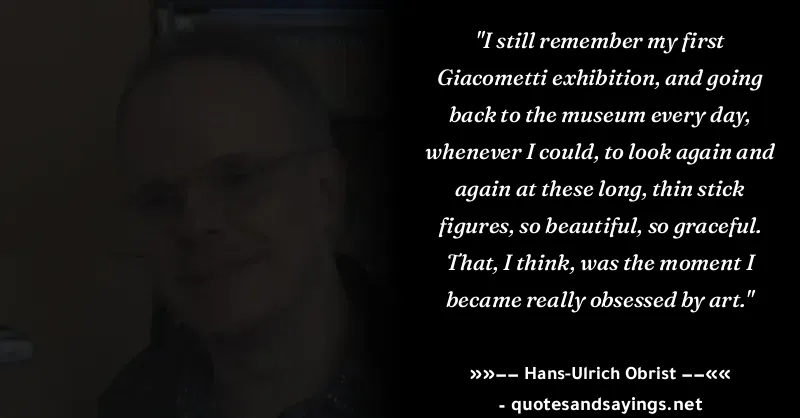 "I still remember my first
Giacometti exhibition, and going
back to the museum every day,
whenever I could, to look again and
again at these long, thin stick
figures, so beautiful, so graceful.
That, I think, was the moment I
became really obsessed by art."
»»–– Hans-Ulrich Obrist ––««
- quotesandsayings.net